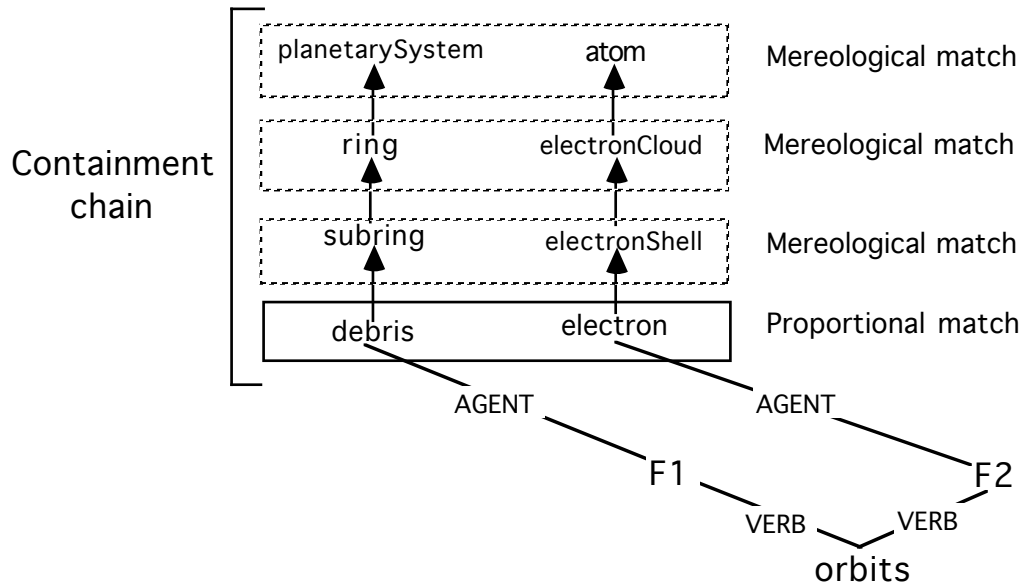 planetarySystem atom Mereological match
ring electronCloud Mereological match
Containment
chain
subring electronShell Mereological match
debris electron Proportional match
AGENT AGENT
F1 F2
VERB VERB
orbits